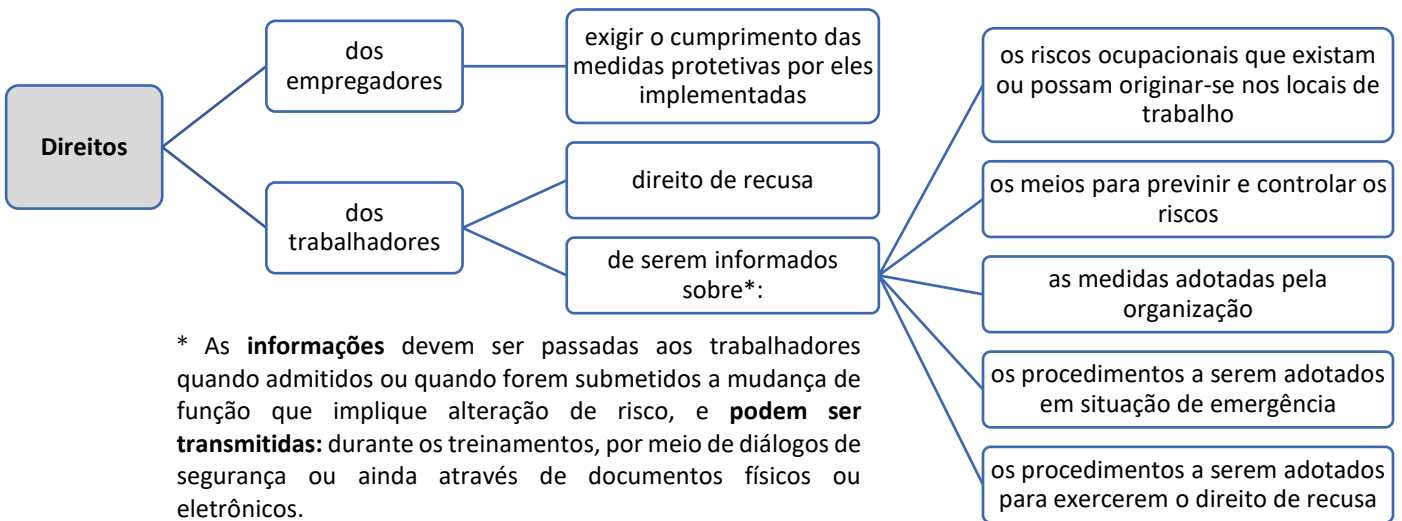 Direitos
dos
empregadores
exigir o cumprimento das
medidas protetivas por eles
implementadas
dos
trabalhadores
direito de recusa
de serem informados
sobre*:
os riscos ocupacionais que existam
ou possam originar-se nos locais de
trabalho
os meios para previnir e controlar os
riscos
as medidas adotadas pela
organização
os procedimentos a serem adotados
em situação de emergência
os procedimentos a serem adotados
para exercerem o direito de recusa
* As informações devem ser passadas aos trabalhadores
quando admitidos ou quando forem submetidos a mudança de
função que implique alteração de risco, e podem ser
transmitidas: durante os treinamentos, por meio de diálogos de
segurança ou ainda através de documentos físicos ou
eletrônicos.